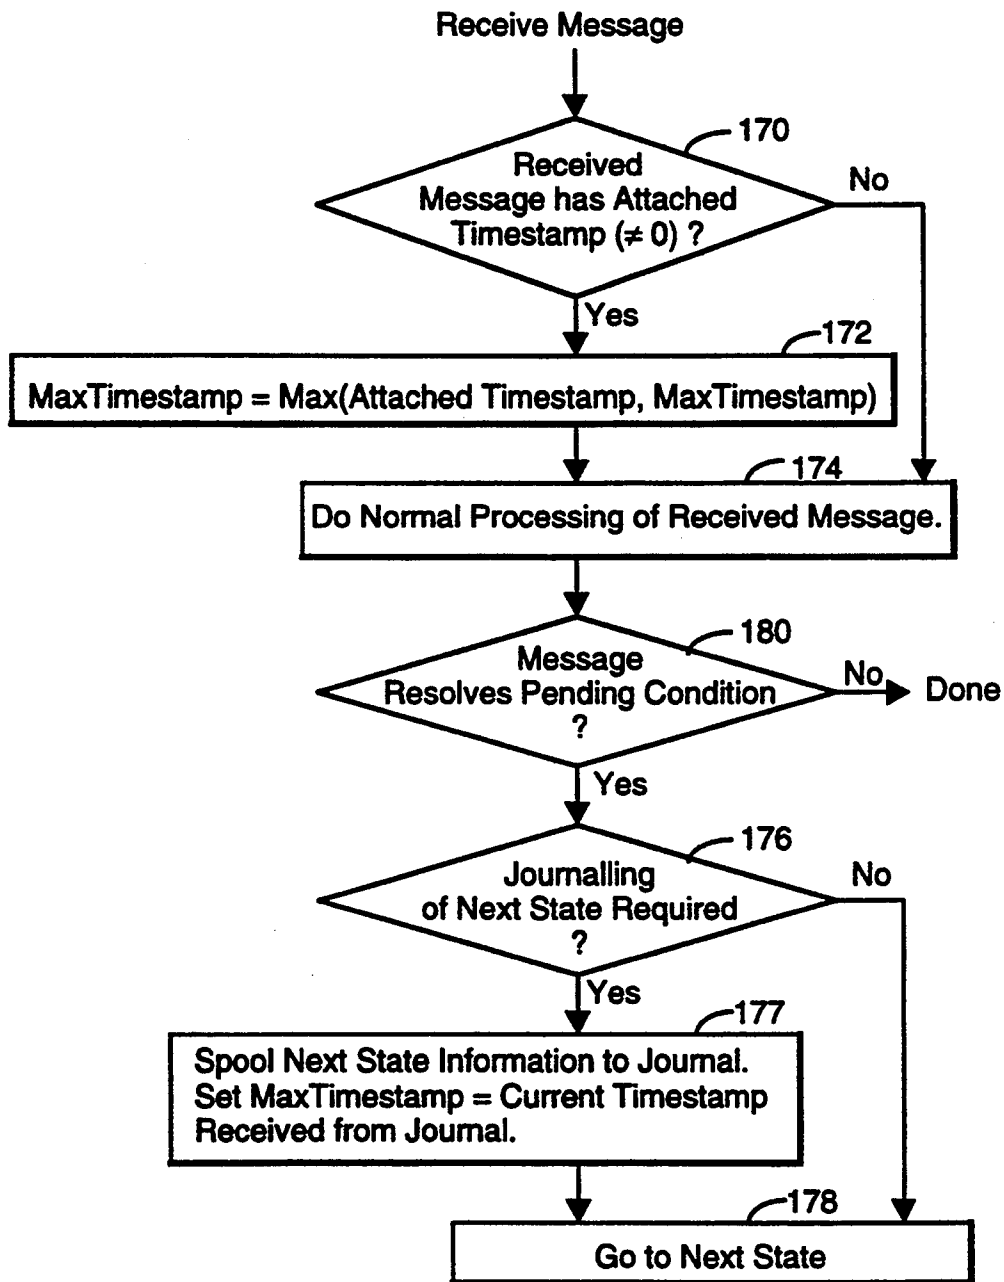 Receive Message
170
Received
Message has Attached
Timestamp (≠ 0) ?
No
Yes
172
MaxTimestamp = Max(Attached Timestamp, MaxTimestamp)
174
Do Normal Processing of Received Message.
180
Message
Resolves Pending Condition
?
No
Done
Yes
176
Journalling
of Next State Required
?
No
Yes
177
Spool Next State Information to Journal.
Set MaxTimestamp = Current Timestamp
Received from Journal.
178
Go to Next State